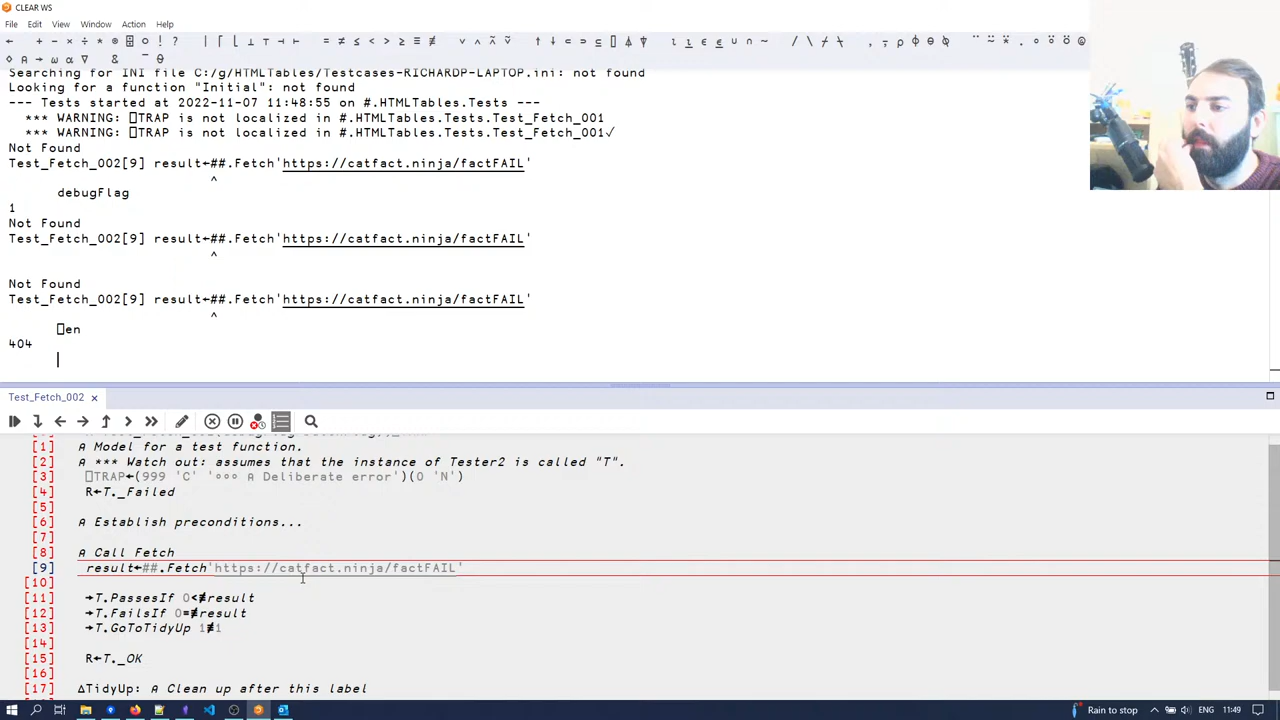 CLEAR WS
File Edit View Window Action Help
Searching for INI file C:/g/HTMLTables/Testcases-RICHARDP-LAPTOP.ini: not found
Looking for a function "Initial": not found
--- Tests started at 2022-11-07 11:48:55 on #.HTMLTables.Tests ---
*** WARNING: ⎕TRAP is not localized in #.HTMLTables.Tests.Test_Fetch_001
*** WARNING: ⎕TRAP is not localized in #.HTMLTables.Tests.Test_Fetch_001✓
Not Found
Test_Fetch_002[9] result←##.Fetch'https://catfact.ninja/factFAIL'
^
debugFlag
1
Not Found
Test_Fetch_002[9] result←##.Fetch'https://catfact.ninja/factFAIL'
^
Not Found
Test_Fetch_002[9] result←##.Fetch'https://catfact.ninja/factFAIL'
^
⎕en
404
Test_Fetch_002 ×
[1] ⍝ Model for a test function.
[2] ⍝ *** Watch out: assumes that the instance of Tester2 is called "T".
[3] ⎕TRAP←(999 'C' '∘∘∘ ⍝ Deliberate error')(0 'N')
[4] R←T._Failed
[5]
[6] ⍝ Establish preconditions...
[7]
[8] ⍝ Call Fetch
[9] result←##.Fetch'https://catfact.ninja/factFAIL'
[10]
[11] →T.PassesIf 0<≢result
[12] →T.FailsIf 0=≢result
[13] →T.GoToTidyUp 1≢1
[14]
[15] R←T._OK
[16]
[17] ∆TidyUp: ⍝ Clean up after this label
Rain to stop ENG 11:49